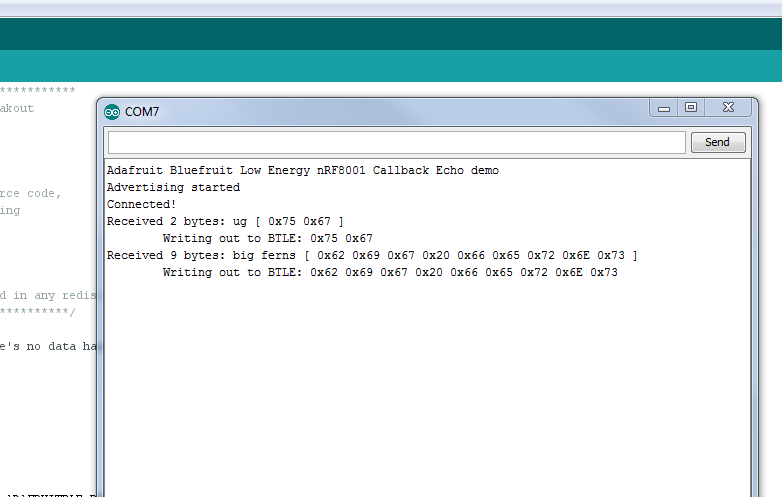 ***********
akout
COM7
Send
Adafruit Bluefruit Low Energy nRF8001 Callback Echo demo
Advertising started
Connected!
rce code,
Received 2 bytes: ug [ 0x75 0x67 ]
ing
Writing out to BTLE: 0x75 0x67
Received 9 bytes: big ferns [ 0x62 0x69 0x67 0x20 0x66 0x65 0x72 0x6E 0x73 ]
Writing out to BTLE: 0x62 0x69 0x67 0x20 0x66 0x65 0x72 0x6E 0x73
d in any redis
**********/
e's no data ha